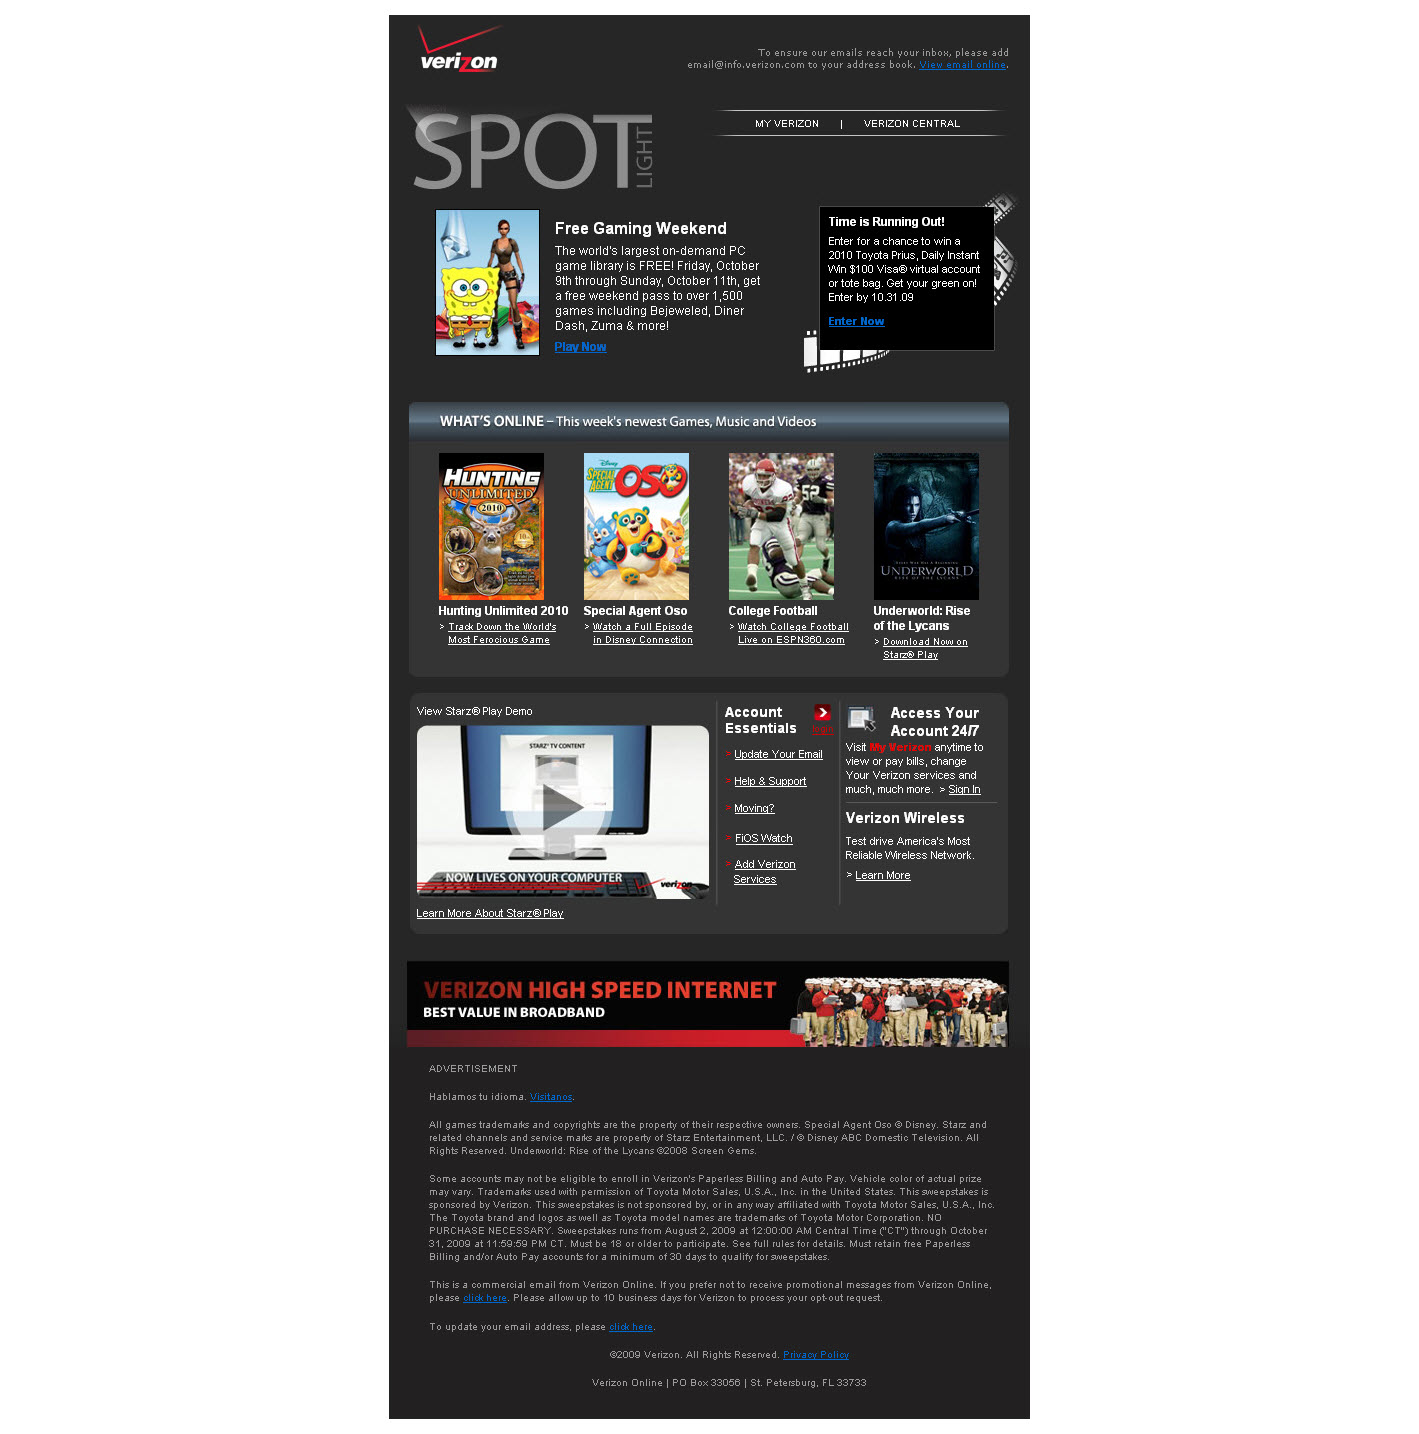 verizon
To ensure our emails reach your inbox, please add
email@info.verizon.com to your address book. View email online.
SPOT
LIGHT
MY VERIZON | VERIZON CENTRAL
Free Gaming Weekend
The world's largest on-demand PC
game library is FREE! Friday, October
9th through Sunday, October 11th, get
a free weekend pass to over 1,500
games including Bejeweled, Diner
Dash, Zuma & more!
Play Now
Time is Running Out!
Enter for a chance to win a
2010 Toyota Prius, Daily Instant
Win $100 Visa® virtual account
or tote bag. Get your green on!
Enter by 10.31.09
Enter Now
WHAT'S ONLINE – This week's newest Games, Music and Videos
HUNTING
UNLIMITED
2010
Disney
SPECIAL
AGENT
OSO
52
UNDERWORLD
RISE OF THE LYCANS
Hunting Unlimited 2010
> Track Down the World's
Most Ferocious Game
Special Agent Oso
> Watch a Full Episode
in Disney Connection
College Football
> Watch College Football
Live on ESPN360.com
Underworld: Rise
of the Lycans
> Download Now on
Starz® Play
View Starz® Play Demo
STARZ TV CONTENT
NOW LIVES ON YOUR COMPUTER
verizon
Learn More About Starz® Play
Account
Essentials
> Update Your Email
> Help & Support
> Moving?
> FiOS Watch
> Add Verizon
Services
Access Your
Account 24/7
Visit My Verizon anytime to
view or pay bills, change
Your Verizon services and
much, much more. > Sign In
Verizon Wireless
Test drive America's Most
Reliable Wireless Network.
> Learn More
VERIZON HIGH SPEED INTERNET
BEST VALUE IN BROADBAND
ADVERTISEMENT
Hablamos tu idioma. Visitanos.
All games trademarks and copyrights are the property of their respective owners. Special Agent Oso © Disney. Starz and
related channels and service marks are property of Starz Entertainment, LLC. / © Disney ABC Domestic Television. All
Rights Reserved. Underworld: Rise of the Lycans ©2008 Screen Gems.
Some accounts may not be eligible to enroll in Verizon's Paperless Billing and Auto Pay. Vehicle color of actual prize
may vary. Trademarks used with permission of Toyota Motor Sales, U.S.A., Inc. in the United States. This sweepstakes is
sponsored by Verizon. This sweepstakes is not sponsored by, or in any way affiliated with Toyota Motor Sales, U.S.A., Inc.
The Toyota brand and logos as well as Toyota model names are trademarks of Toyota Motor Corporation. NO
PURCHASE NECESSARY. Sweepstakes runs from August 2, 2009 at 12:00:00 AM Central Time ("CT") through October
31, 2009 at 11:59:59 PM CT. Must be 18 or older to participate. See full rules for details. Must retain free Paperless
Billing and/or Auto Pay accounts for a minimum of 30 days to qualify for sweepstakes.
This is a commercial email from Verizon Online. If you prefer not to receive promotional messages from Verizon Online,
please click here. Please allow up to 10 business days for Verizon to process your opt-out request.
To update your email address, please click here.
©2009 Verizon. All Rights Reserved. Privacy Policy
Verizon Online | PO Box 33056 | St. Petersburg, FL 33733